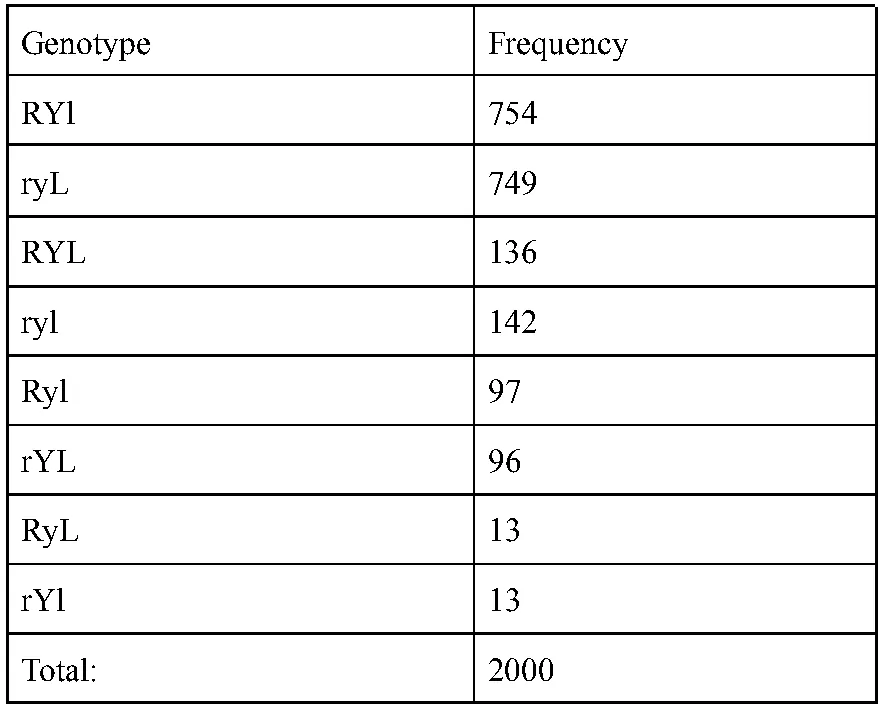 Genotype Frequency
RYl 754
ryL 749
RYL 136
ryl 142
Ryl 97
rYL 96
RyL 13
rYl 13
Total: 2000